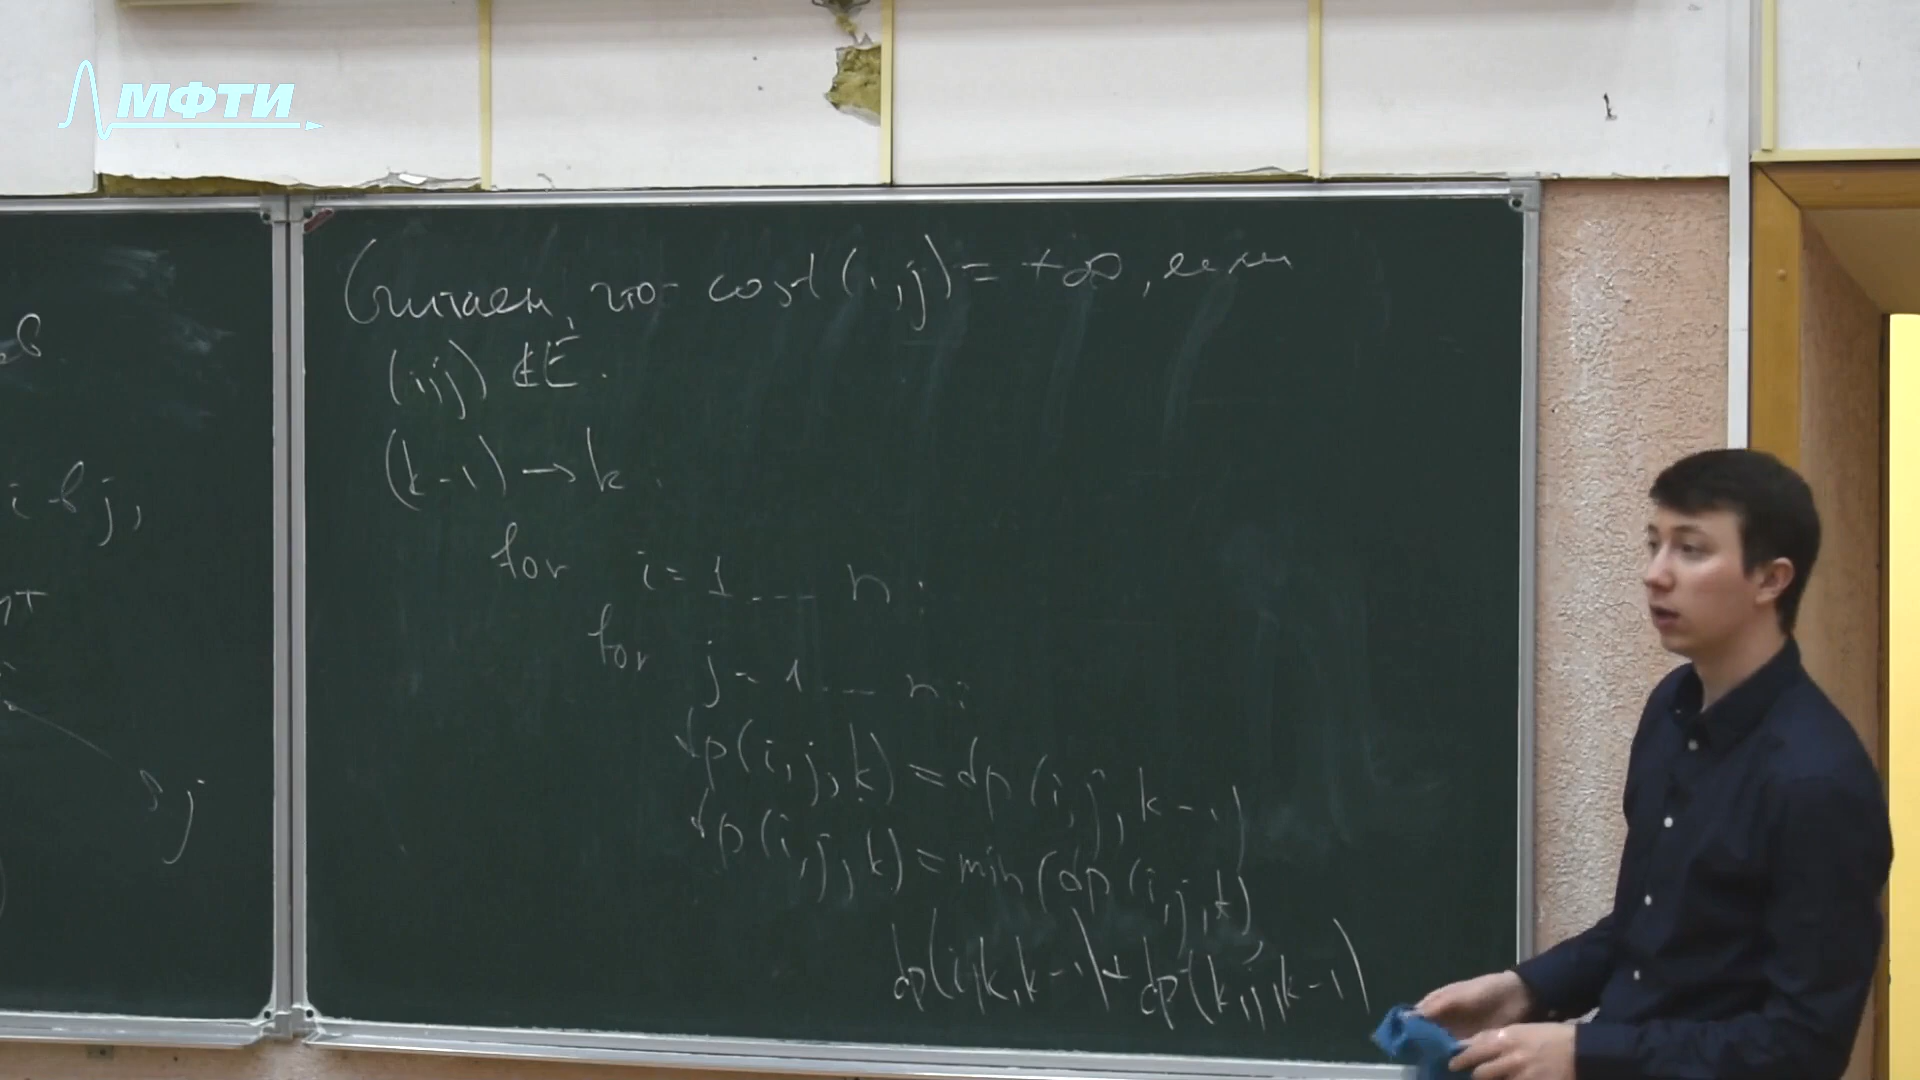 МФТИ
Считаем, что cost(i,j) = +∞, если
(i,j) ∉ E.
(k-1) → k.
for i = 1 ... n:
for j = 1 ... n:
dp(i,j,k) = dp(i,j,k-1)
dp(i,j,k) = min(dp(i,j,k),
dp(i,k,k-1) + dp(k,j,k-1)
i в j,
j